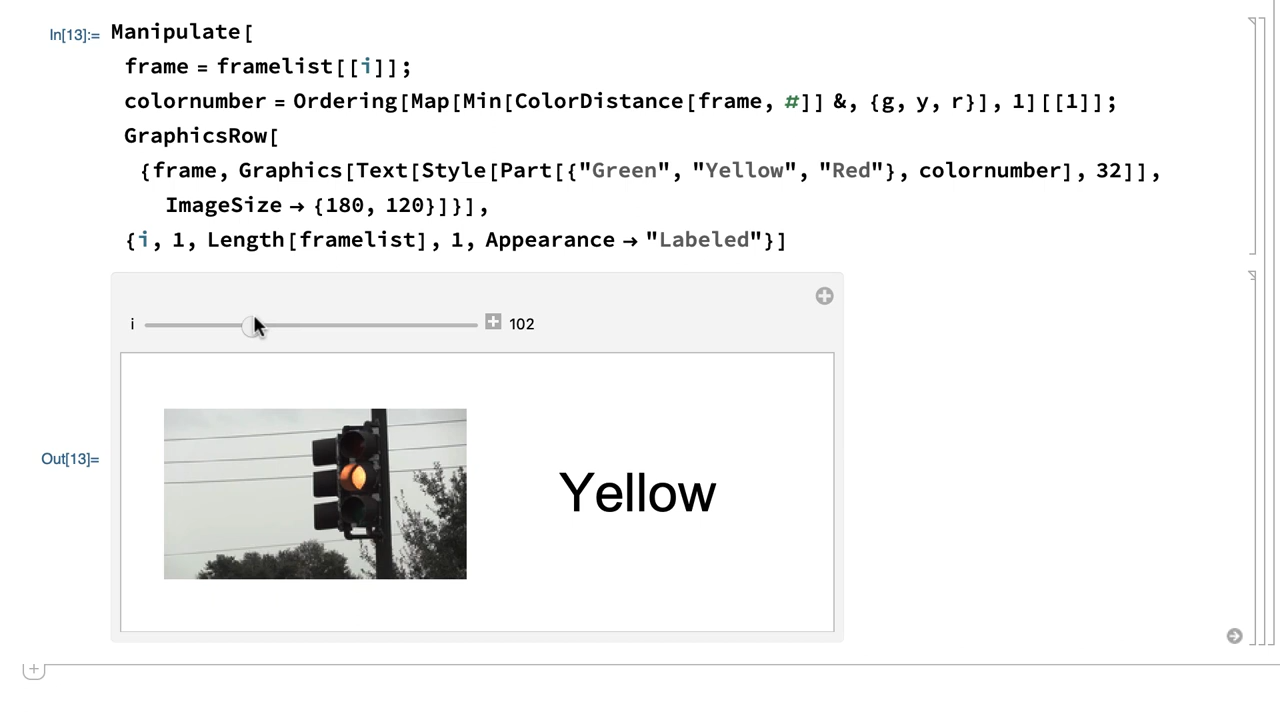 In[13]:= Manipulate[
frame = framelist[[i]];
colornumber = Ordering[Map[Min[ColorDistance[frame, #]] &, {g, y, r}], 1][[1]];
GraphicsRow[
{frame, Graphics[Text[Style[Part[{"Green", "Yellow", "Red"}, colornumber], 32]],
ImageSize → {180, 120}]}],
{i, 1, Length[framelist], 1, Appearance → "Labeled"}]
i 102
Out[13]=
Yellow